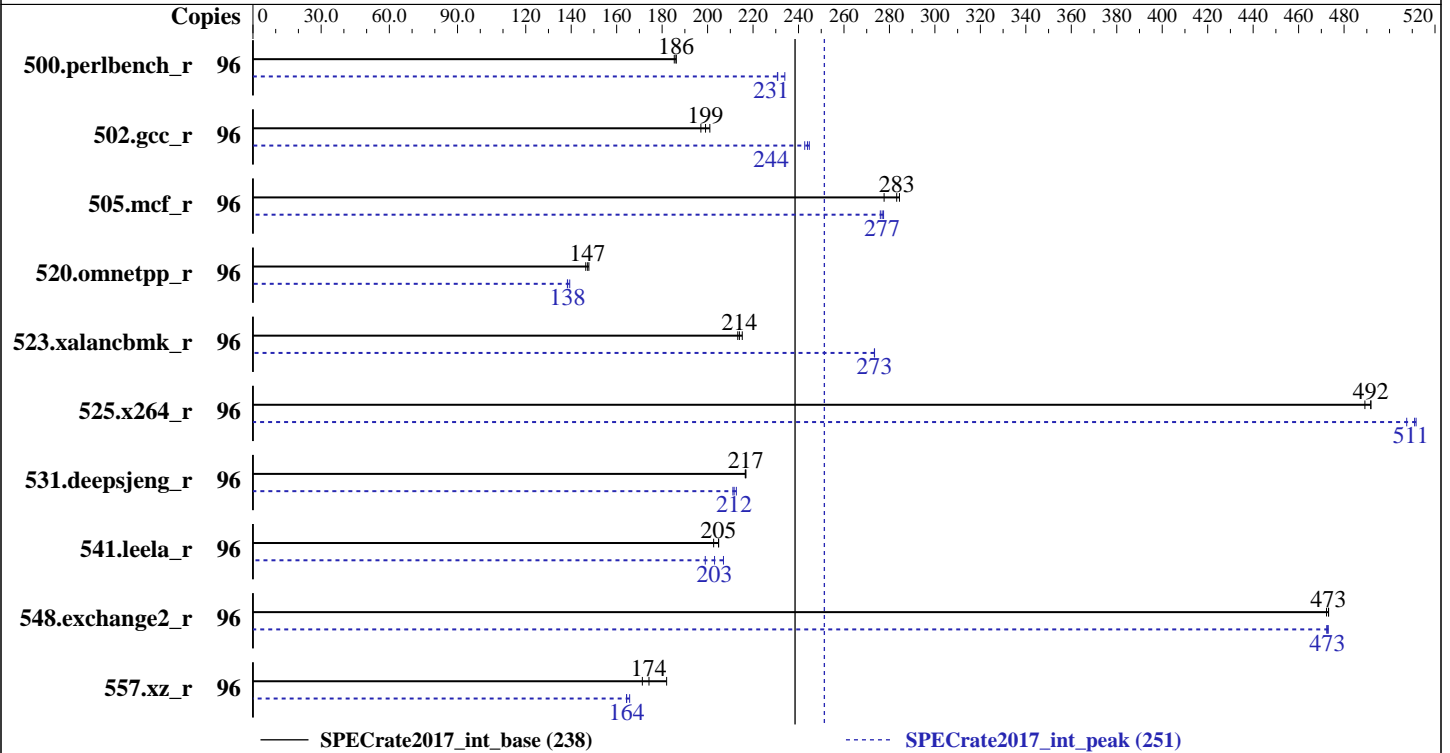 Copies 0 30.0 60.0 90.0 120 140 160 180 200 220 240 260 280 300 320 340 360 380 400 420 440 460 480 520
186
500.perlbench_r 96
231
199
502.gcc_r 96
244
283
505.mcf_r 96
277
147
520.omnetpp_r 96
138
214
523.xalancbmk_r 96
273
492
525.x264_r 96
511
217
531.deepsjeng_r 96
212
205
541.leela_r 96
203
473
548.exchange2_r 96
473
174
557.xz_r 96
164
SPECrate2017_int_base (238) SPECrate2017_int_peak (251)